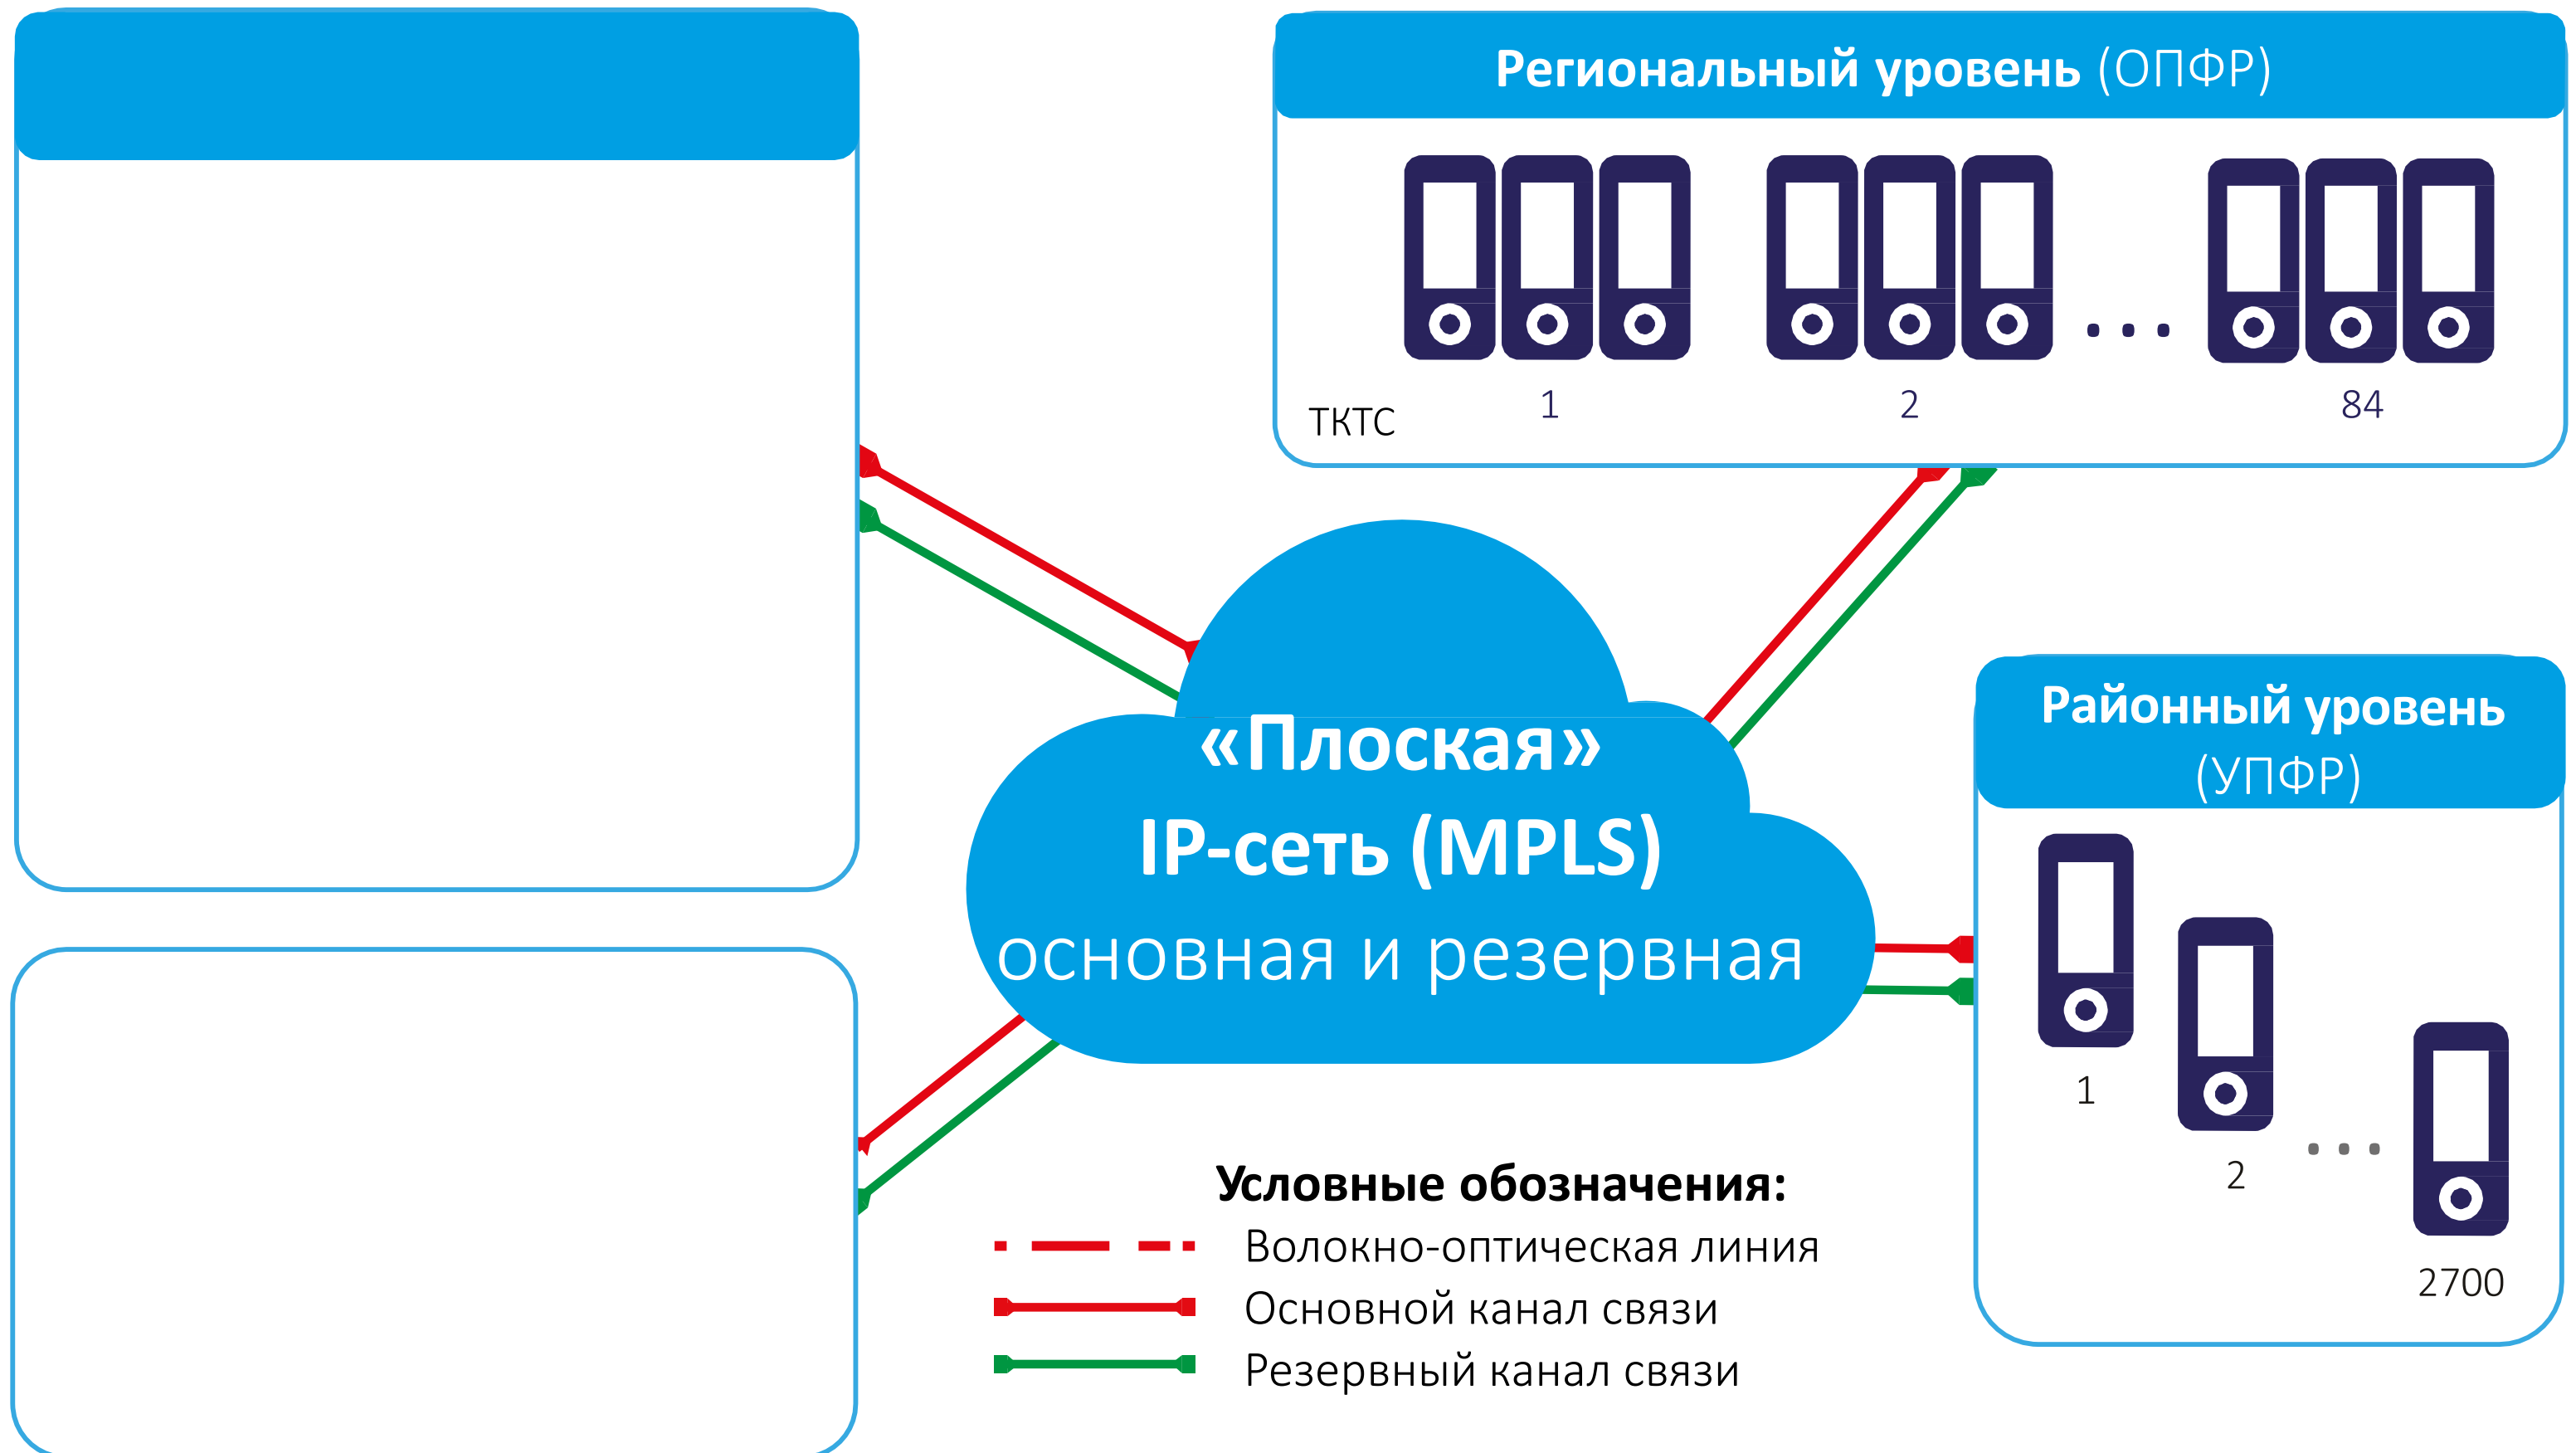 Региональный уровень (ОПФР)
ТКТС
1
2
...
84
«Плоская»
IP-сеть (MPLS)
основная и резервная
Районный уровень
(УПФР)
1
2
...
2700
Условные обозначения:
Волокно-оптическая линия
Основной канал связи
Резервный канал связи